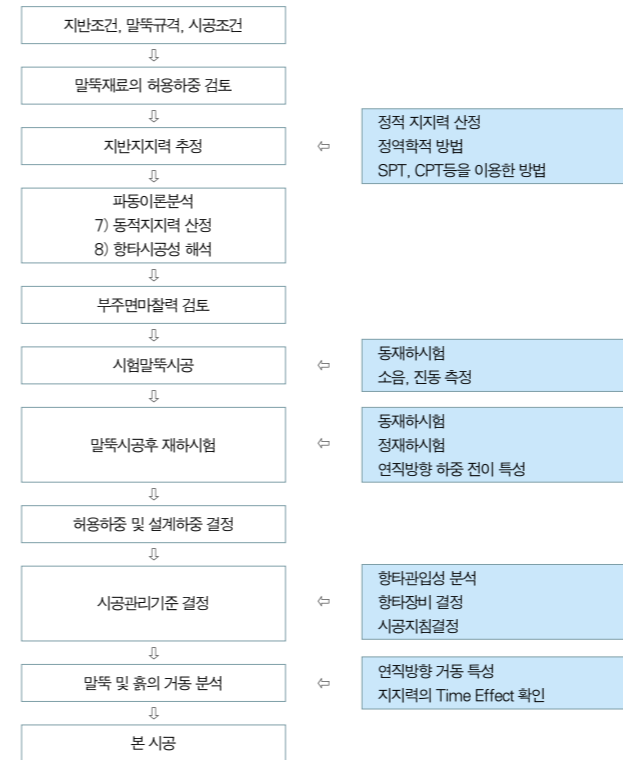 지반조건, 말뚝규격, 시공조건
⇩
말뚝재료의 허용하중 검토
⇩
지반지지력 추정
⇦
정적 지지력 산정
정역학적 방법
SPT, CPT등을 이용한 방법
⇩
파동이론분석
7) 동적지지력 산정
8) 항타시공성 해석
⇩
부주면마찰력 검토
⇩
시험말뚝시공
⇦
동재하시험
소음, 진동 측정
⇩
말뚝시공후 재하시험
⇦
동재하시험
정재하시험
연직방향 하중 전이 특성
⇩
허용하중 및 설계하중 결정
⇩
시공관리기준 결정
⇦
항타관입성 분석
항타장비 결정
시공지침결정
⇩
말뚝 및 흙의 거동 분석
⇦
연직방향 거동 특성
지지력의 Time Effect 확인
⇩
본 시공